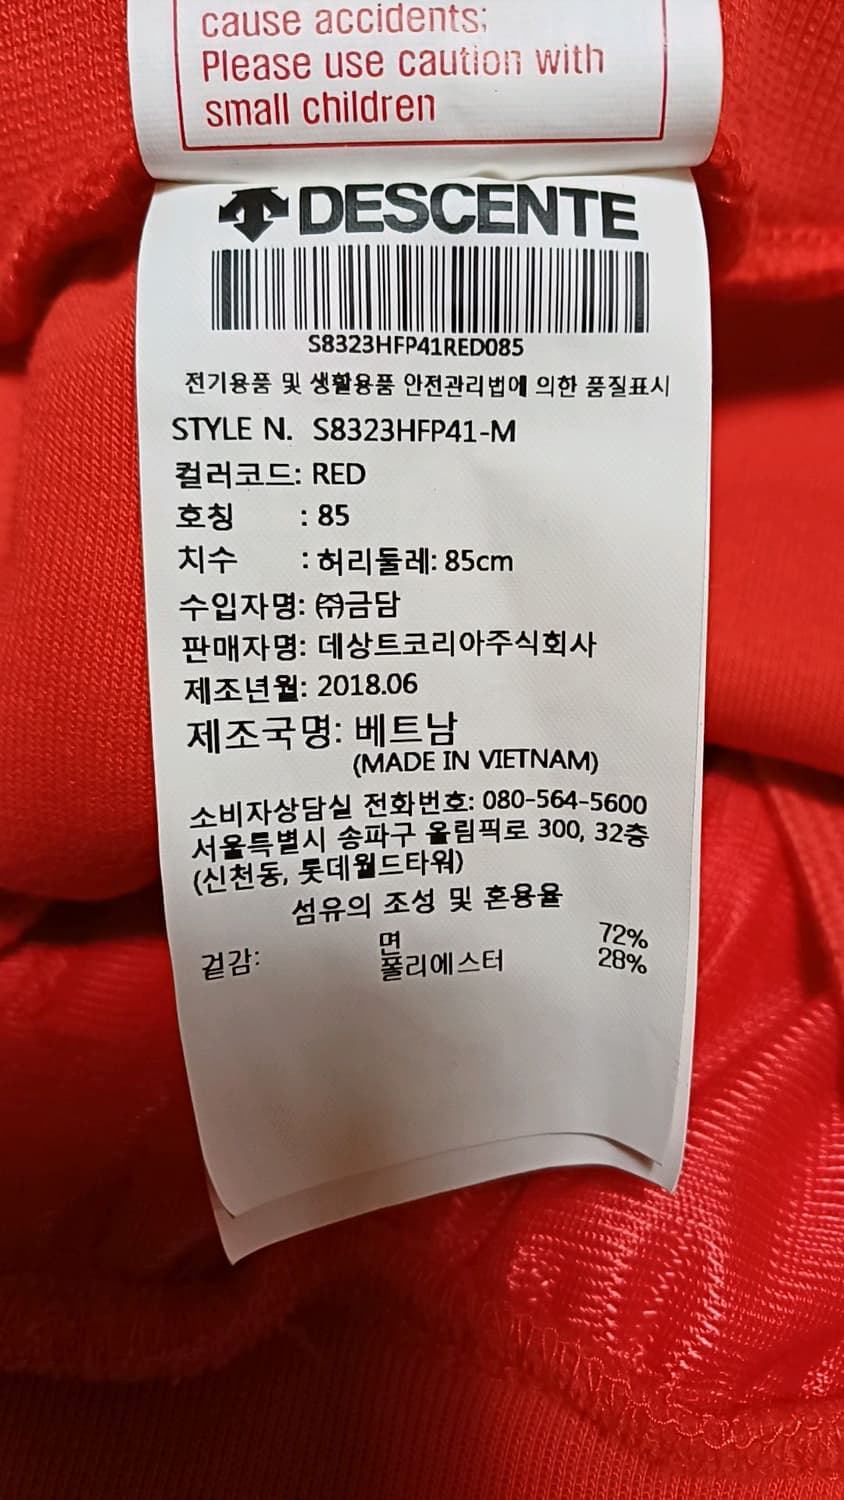 cause accidents;
Please use caution with
small children
DESCENTE
S8323HFP41RED085
전기용품 및 생활용품 안전관리법에 의한 품질표시
STYLE N. S8323HFP41-M
컬러코드: RED
호칭 : 85
치수 : 허리둘레: 85cm
수입자명: ㈜금담
판매자명: 데상트코리아주식회사
제조년월: 2018.06
제조국명: 베트남
(MADE IN VIETNAM)
소비자상담실 전화번호: 080-564-5600
서울특별시 송파구 올림픽로 300, 32층
(신천동, 롯데월드타워)
섬유의 조성 및 혼용율
겉감: 면 72%
폴리에스터 28%